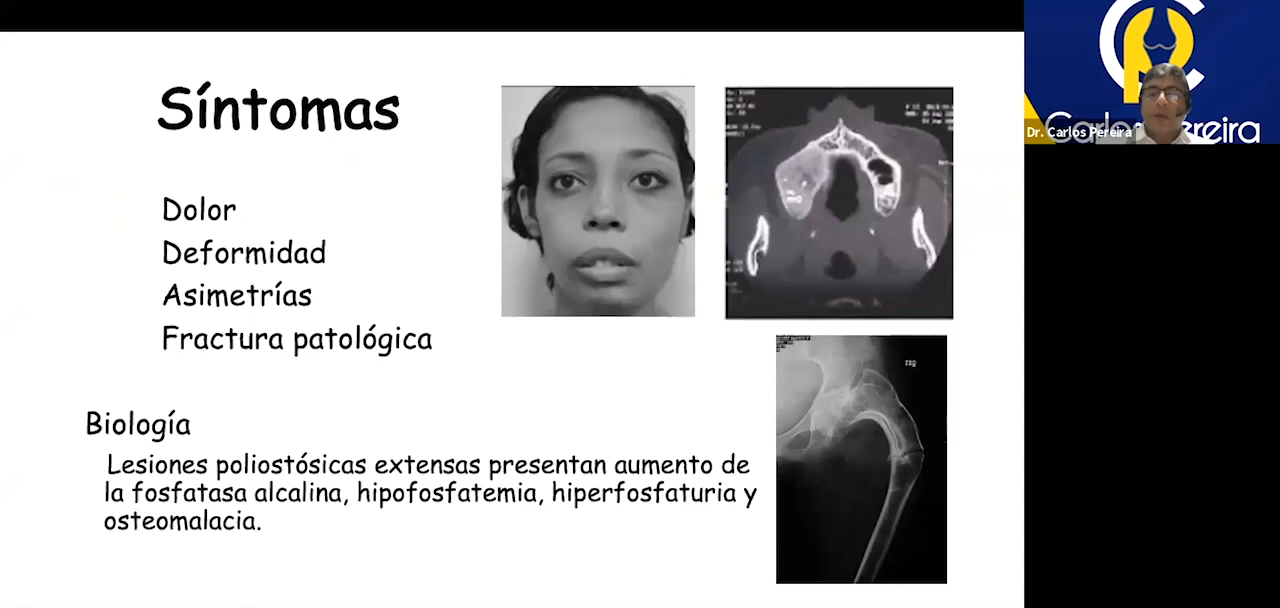 Síntomas
Dolor
Deformidad
Asimetrías
Fractura patológica
Biología
Lesiones poliostósicas extensas presentan aumento de
la fosfatasa alcalina, hipofosfatemia, hiperfosfaturia y
osteomalacia.
Dr. Carlos Pereira